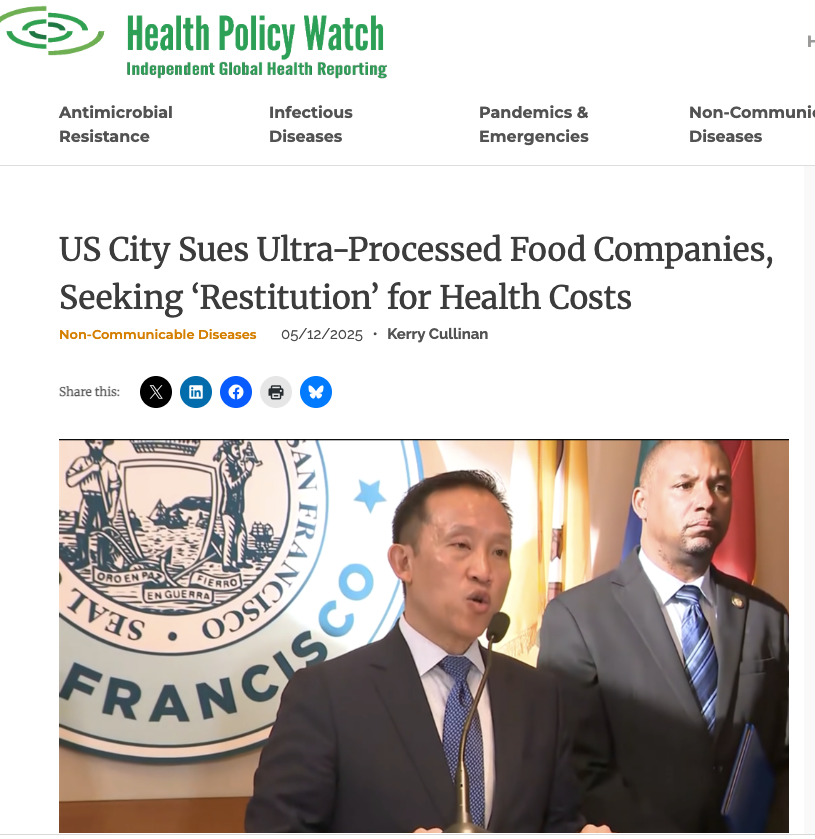 Health Policy Watch
Independent Global Health Reporting
H
Antimicrobial
Resistance
Infectious
Diseases
Pandemics &
Emergencies
Non-Communic
Diseases
US City Sues Ultra-Processed Food Companies,
Seeking ‘Restitution’ for Health Costs
Non-Communicable Diseases 05/12/2025 · Kerry Cullinan
Share this:
ORO EN PAZ
FIERRO
EN GUERRA
SEAL • OF SAN FRANCISCO
FRANCISCO